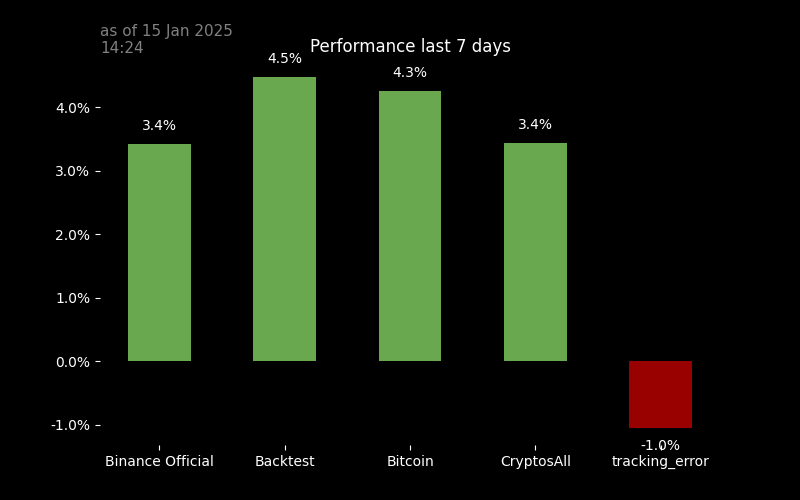 as of 15 Jan 2025
14:24
Performance last 7 days
4.5%
4.3%
3.4%
3.4%
-1.0%
4.0%
3.0%
2.0%
1.0%
0.0%
-1.0%
Binance Official
Backtest
Bitcoin
CryptosAll
tracking_error